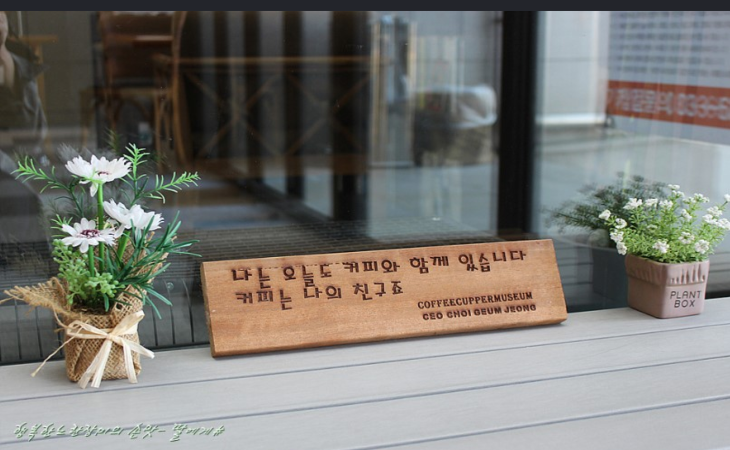 나는 오늘도 커피와 함께 있습니다
커피는 나의 친구죠
COFFEECUPPERMUSEUM
CEO CHOI GEUM JEONG
PLANT
BOX